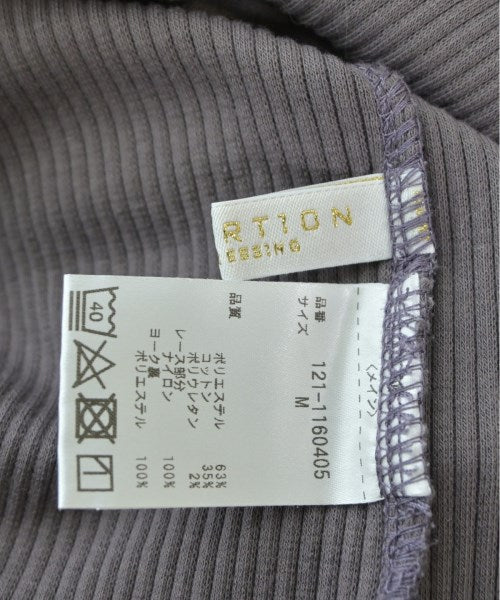 RTION
ESSING
〈メイン〉
品番 121-1160405
サイズ M
品質
ポリエステル 63%
コットン 35%
ポリウレタン 2%
レース部分
ナイロン 100%
ヨーク裏
ポリエステル 100%
40